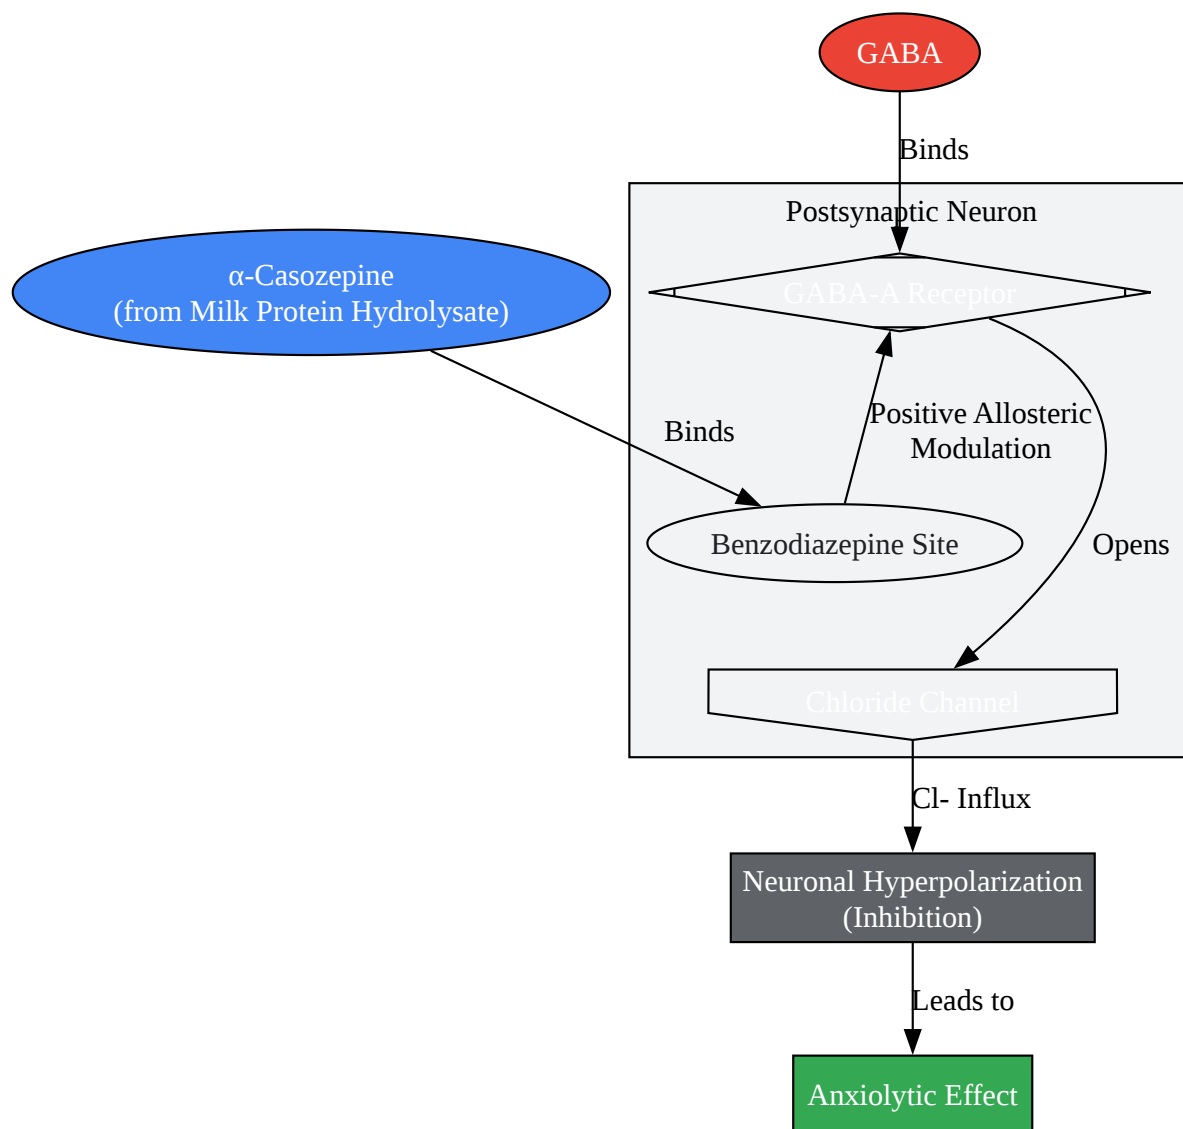 GABA
Binds
Postsynaptic Neuron
α-Casozepine
(from Milk Protein Hydrolysate)
GABA-A Receptor
Binds
Positive Allosteric
Modulation
Benzodiazepine Site
Opens
Chloride Channel
Cl- Influx
Neuronal Hyperpolarization
(Inhibition)
Leads to
Anxiolytic Effect